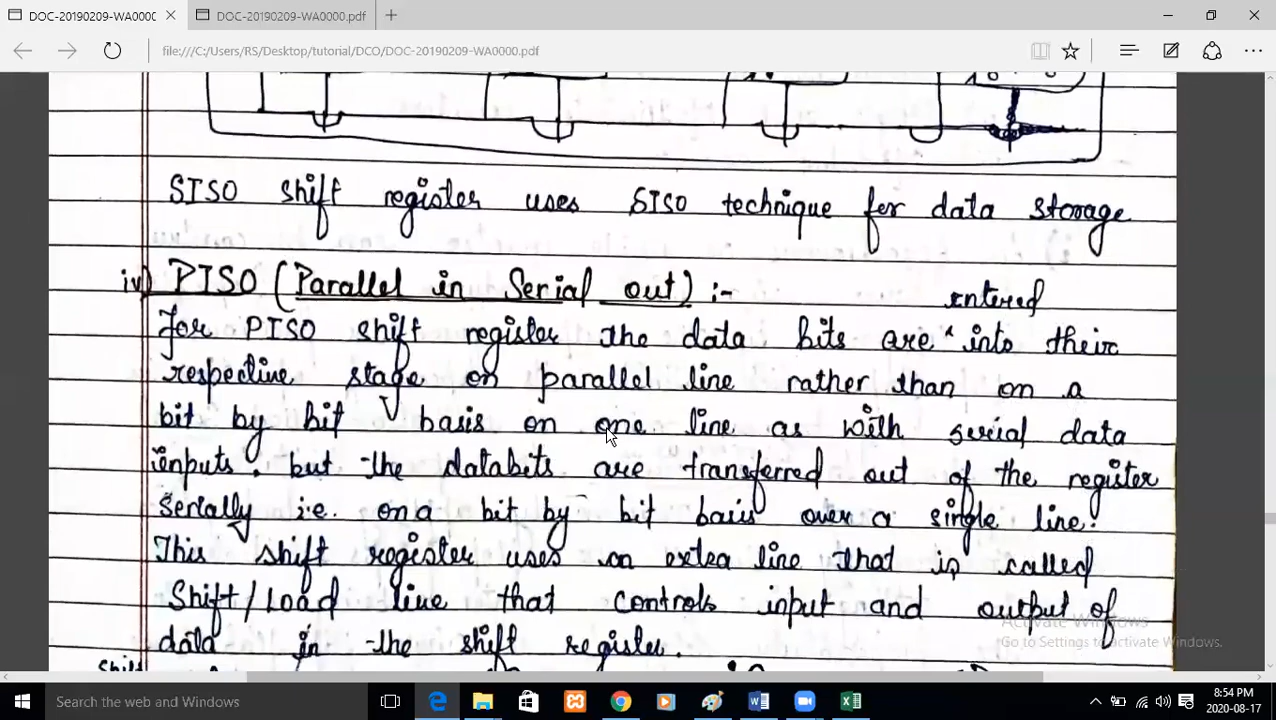 DOC-20190209-WA0000
DOC-20190209-WA0000.pdf
file:///C:/Users/RS/Desktop/tutorial/DCO/DOC-20190209-WA0000.pdf
SISO shift register uses SISO technique for data storage
iv) PISO (Parallel in Serial out) :-
entered
for PISO shift register the data bits are ^ into their
respective stage on parallel line rather than on a
bit by bit basis on one line as with serial data
inputs. but the databits are transferred out of the register
Serially i.e. on a bit by bit basis over a single line.
This shift register uses an extra line that is called
Shift/Load line that controls input and output of
data in the shift register.
Shift
Activate Windows
Go to Settings to activate Windows.
Search the web and Windows
8:54 PM
2020-08-17